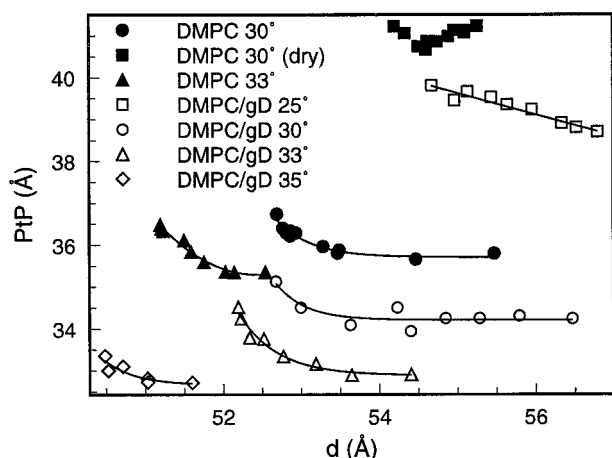 DMPC 30°
DMPC 30° (dry)
DMPC 33°
DMPC/gD 25°
DMPC/gD 30°
DMPC/gD 33°
DMPC/gD 35°
PtP (Å)
40
38
36
34
52
54
56
d (Å)